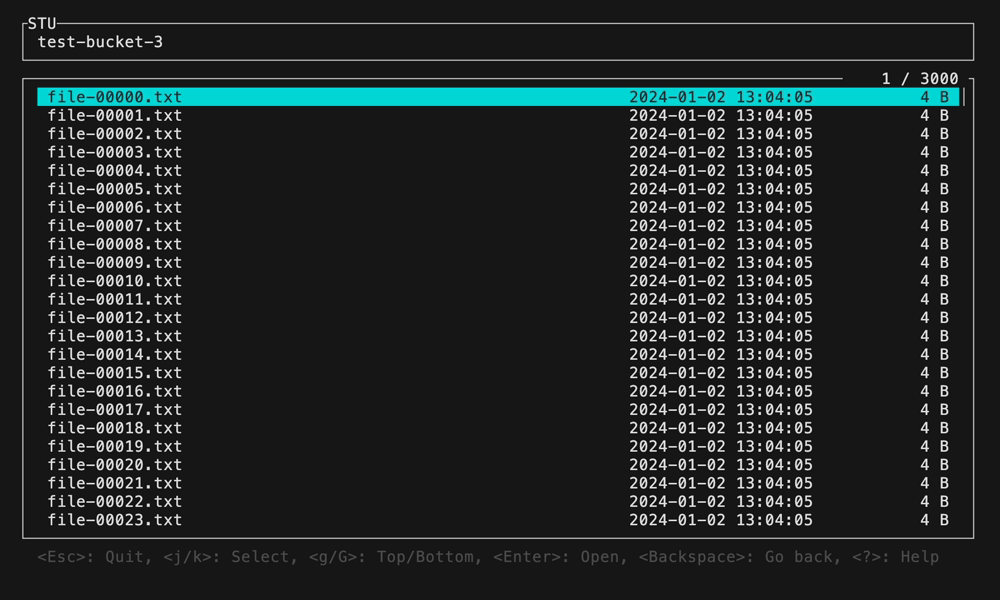 STU
test-bucket-3
1 / 3000
file-00000.txt 2024-01-02 13:04:05 4 B
file-00001.txt 2024-01-02 13:04:05 4 B
file-00002.txt 2024-01-02 13:04:05 4 B
file-00003.txt 2024-01-02 13:04:05 4 B
file-00004.txt 2024-01-02 13:04:05 4 B
file-00005.txt 2024-01-02 13:04:05 4 B
file-00006.txt 2024-01-02 13:04:05 4 B
file-00007.txt 2024-01-02 13:04:05 4 B
file-00008.txt 2024-01-02 13:04:05 4 B
file-00009.txt 2024-01-02 13:04:05 4 B
file-00010.txt 2024-01-02 13:04:05 4 B
file-00011.txt 2024-01-02 13:04:05 4 B
file-00012.txt 2024-01-02 13:04:05 4 B
file-00013.txt 2024-01-02 13:04:05 4 B
file-00014.txt 2024-01-02 13:04:05 4 B
file-00015.txt 2024-01-02 13:04:05 4 B
file-00016.txt 2024-01-02 13:04:05 4 B
file-00017.txt 2024-01-02 13:04:05 4 B
file-00018.txt 2024-01-02 13:04:05 4 B
file-00019.txt 2024-01-02 13:04:05 4 B
file-00020.txt 2024-01-02 13:04:05 4 B
file-00021.txt 2024-01-02 13:04:05 4 B
file-00022.txt 2024-01-02 13:04:05 4 B
file-00023.txt 2024-01-02 13:04:05 4 B
<Esc>: Quit, <j/k>: Select, <g/G>: Top/Bottom, <Enter>: Open, <Backspace>: Go back, <?>: Help